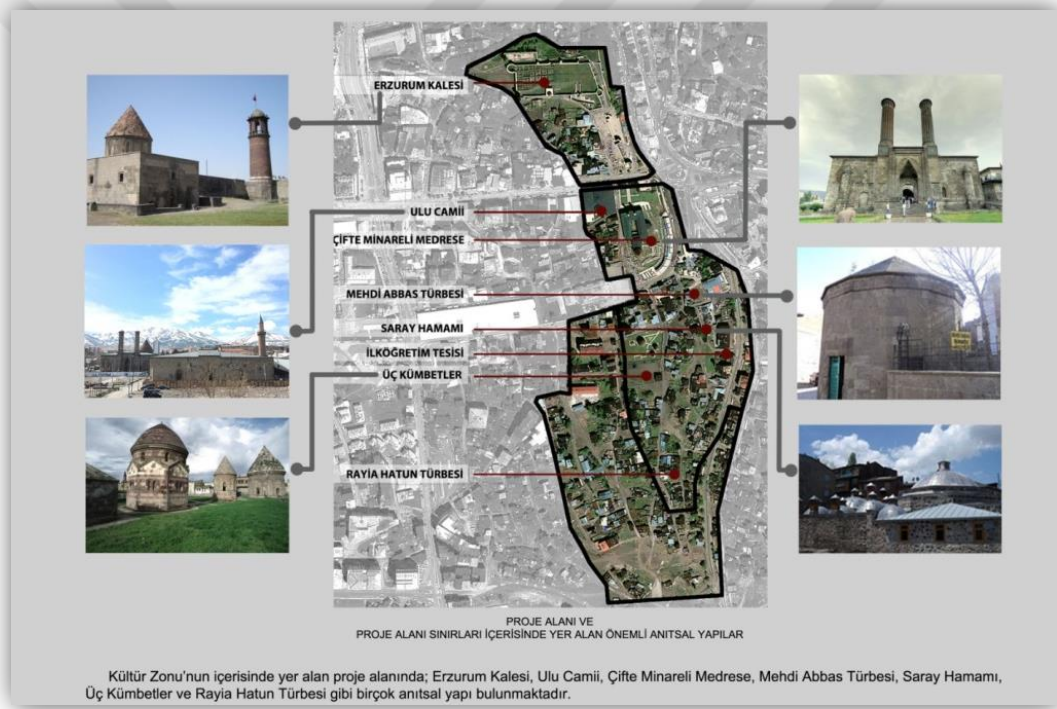 ERZURUM KALESİ
ULU CAMİİ
ÇİFTE MİNARELİ MEDRESE
MEHDİ ABBAS TÜRBESİ
SARAY HAMAMI
İLKÖĞRETİM TESİSİ
ÜÇ KÜMBETLER
RAYİA HATUN TÜRBESİ
PROJE ALANI VE
PROJE ALANI SINIRLARI İÇERİSİNDE YER ALAN ÖNEMLİ ANITSAL YAPILAR
Kültür Zonu'nun içerisinde yer alan proje alanında; Erzurum Kalesi, Ulu Camii, Çifte Minareli Medrese, Mehdi Abbas Türbesi, Saray Hamamı,
Üç Kümbetler ve Rayia Hatun Türbesi gibi birçok anıtsal yapı bulunmaktadır.